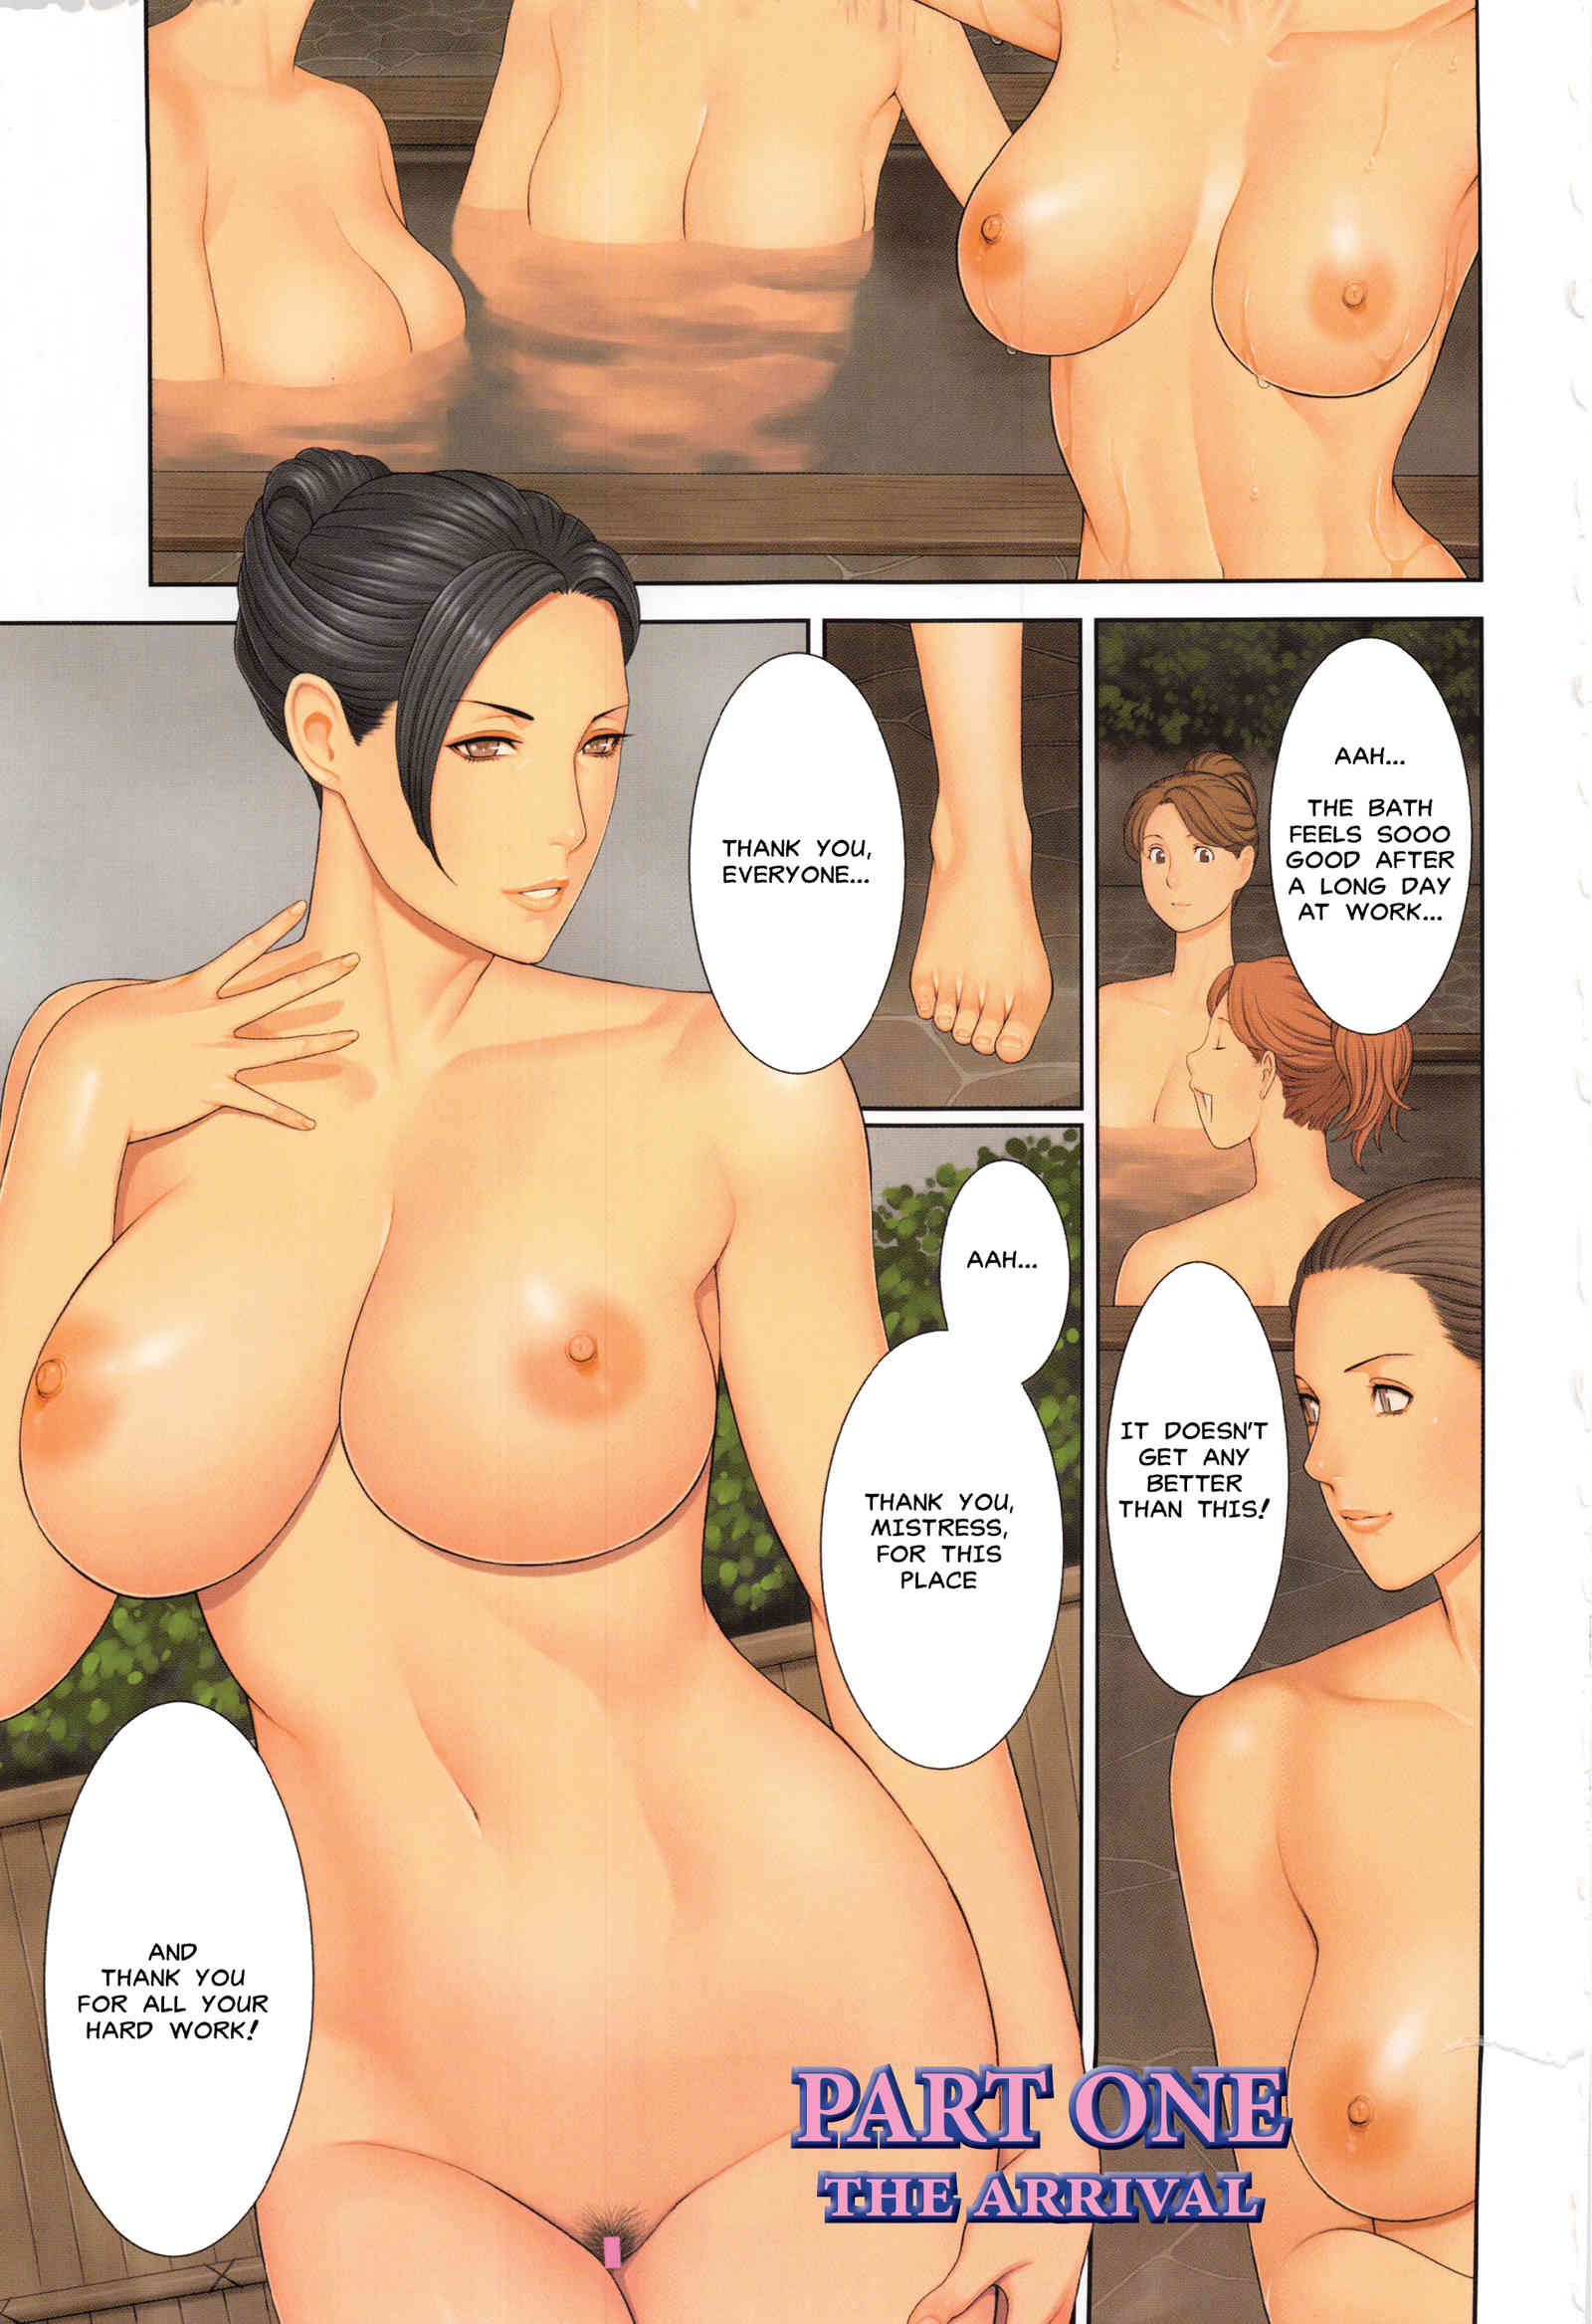 AAH...
THE BATH
FEELS SOOO
GOOD AFTER
A LONG DAY
AT WORK...
IT DOESN'T
GET ANY
BETTER
THAN THIS!
THANK YOU,
EVERYONE...
AAH...
THANK YOU,
MISTRESS,
FOR THIS
PLACE
AND
THANK YOU
FOR ALL YOUR
HARD WORK!
PART ONE
THE ARRIVAL